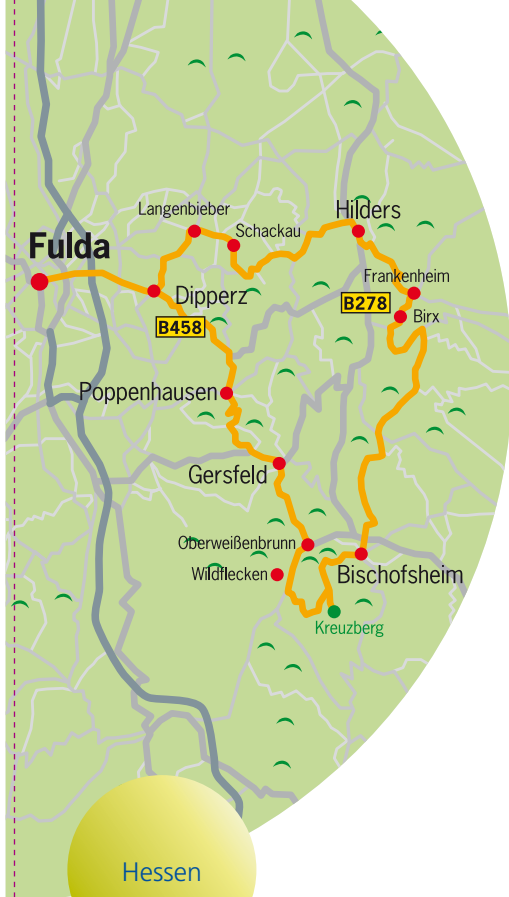 Langenbieber
Hilders
Schackau
Fulda
Frankenheim
Dipperz
B278
Birx
B458
Poppenhausen
Gersfeld
Oberweißenbrunn
Wildflecken
Bischofsheim
Kreuzberg
Hessen